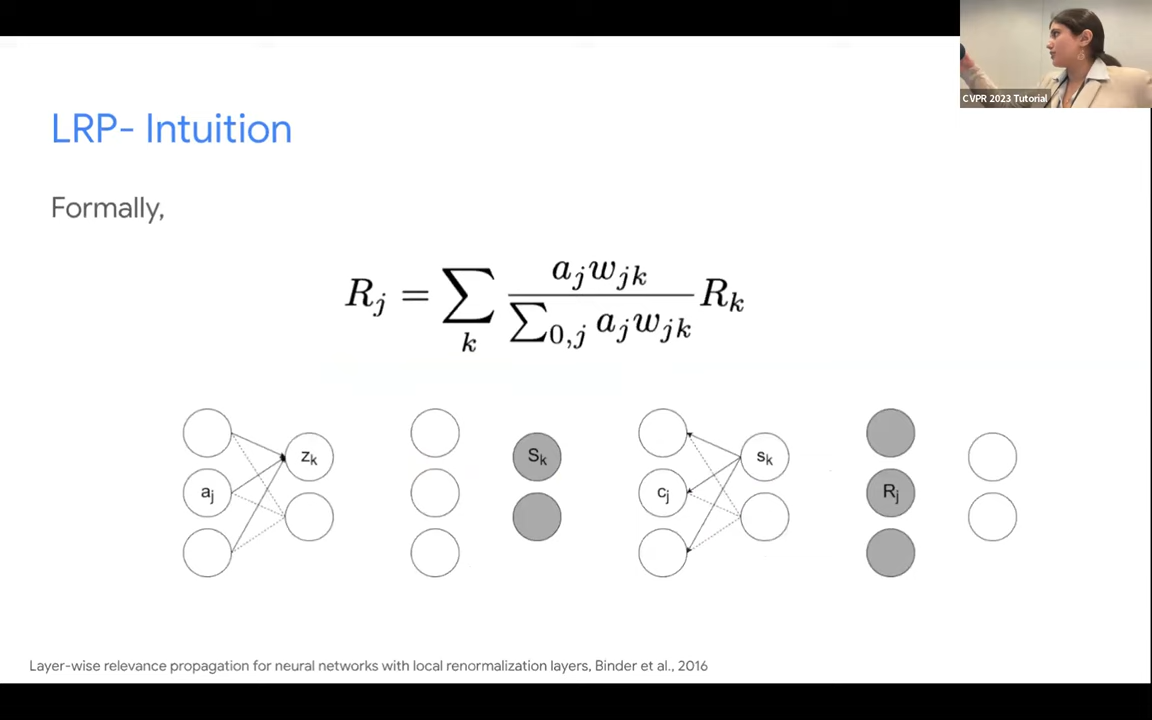 CVPR 2023 Tutorial
LRP- Intuition
Formally,
R_j = \sum_k \frac{a_j w_{jk}}{\sum_{0,j} a_j w_{jk}} R_k
z_k S_k s_k
a_j c_j R_j
Layer-wise relevance propagation for neural networks with local renormalization layers, Binder et al., 2016